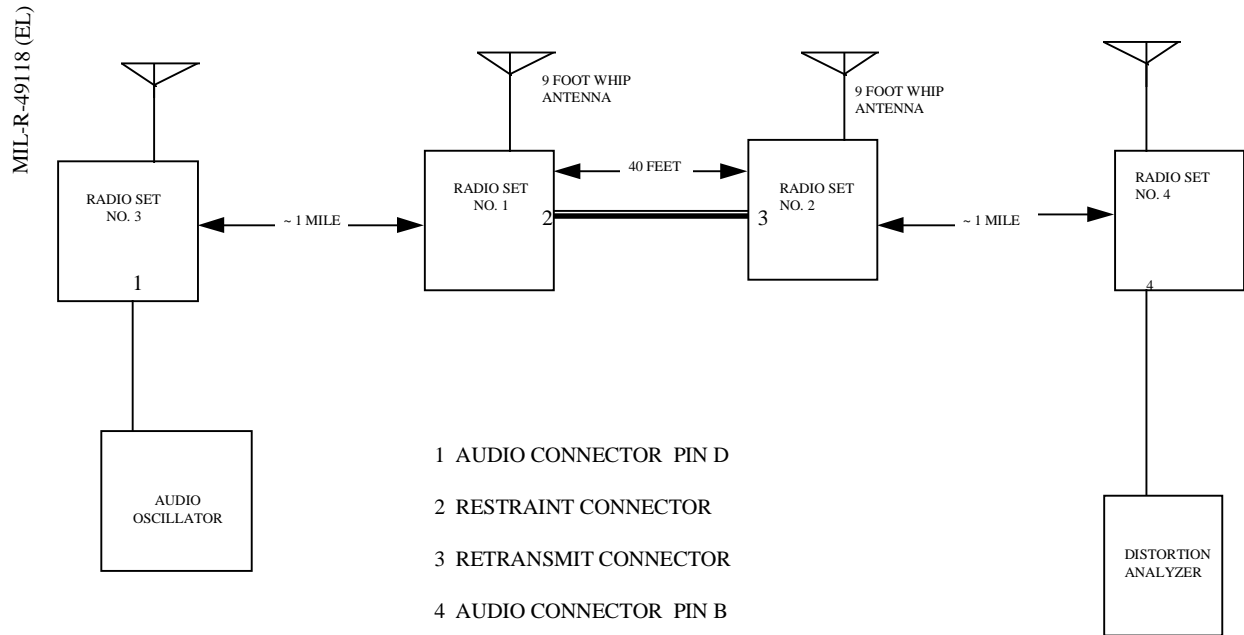 MIL-R-49118 (EL)
9 FOOT WHIP
ANTENNA
9 FOOT WHIP
ANTENNA
RADIO SET
NO. 3
~ 1 MILE
RADIO SET
NO. 1
40 FEET
RADIO SET
NO. 2
~ 1 MILE
RADIO SET
NO. 4
2
3
1
4
AUDIO
OSCILLATOR
1 AUDIO CONNECTOR PIN D
2 RESTRAINT CONNECTOR
3 RETRANSMIT CONNECTOR
4 AUDIO CONNECTOR PIN B
DISTORTION
ANALYZER